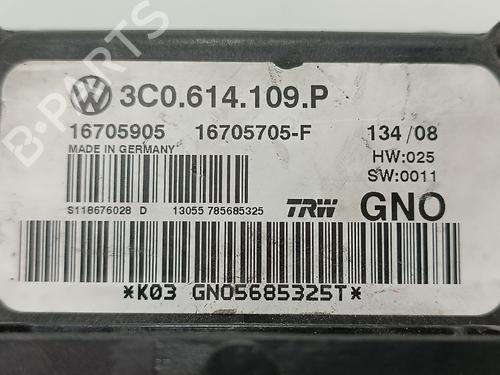 3C0.614.109.P
16705905 16705705-F 134/08
MADE IN GERMANY HW:025
SW:0011
S118676028 D 13055 785685325 TRW GNO
*K03 GNO5685325T*
B-PARTS